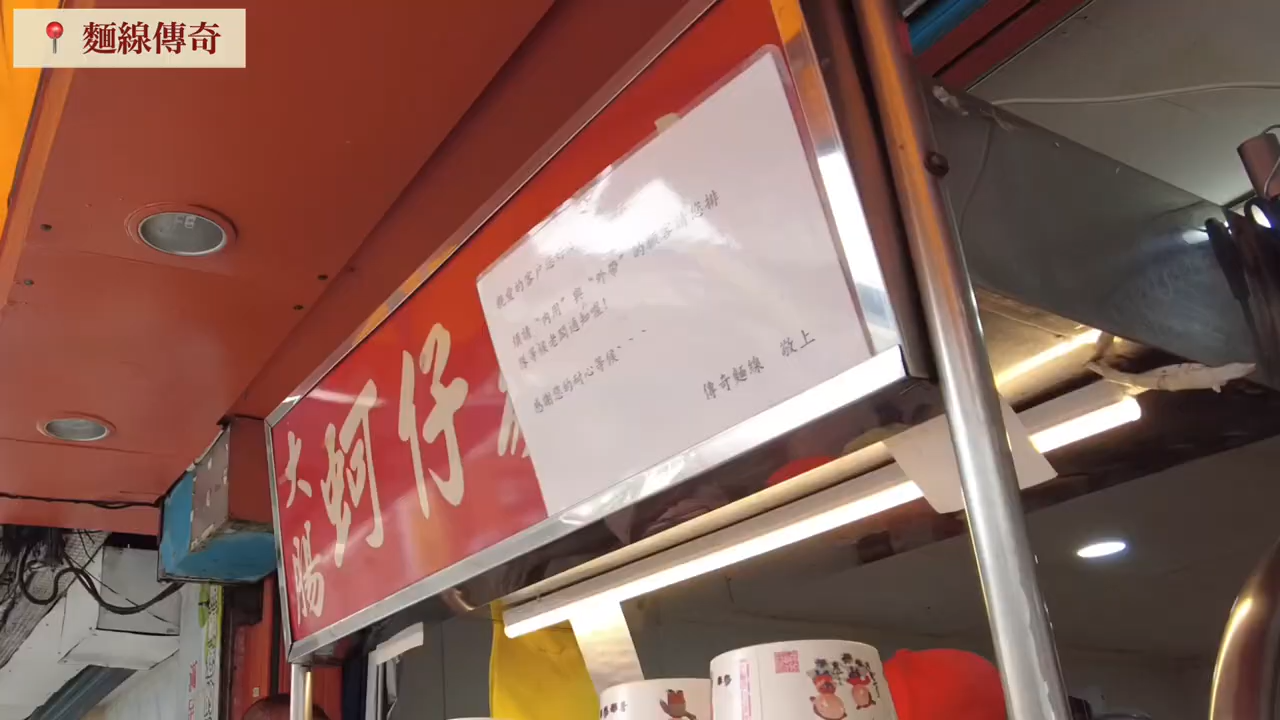 麵線傳奇
大腸
蚵仔
親愛的客戶您好
煩請“內用”與“外帶”的顧客請您排
隊等候老闆通知喔！
感謝您的耐心等候、、、
傳奇麵線 敬上